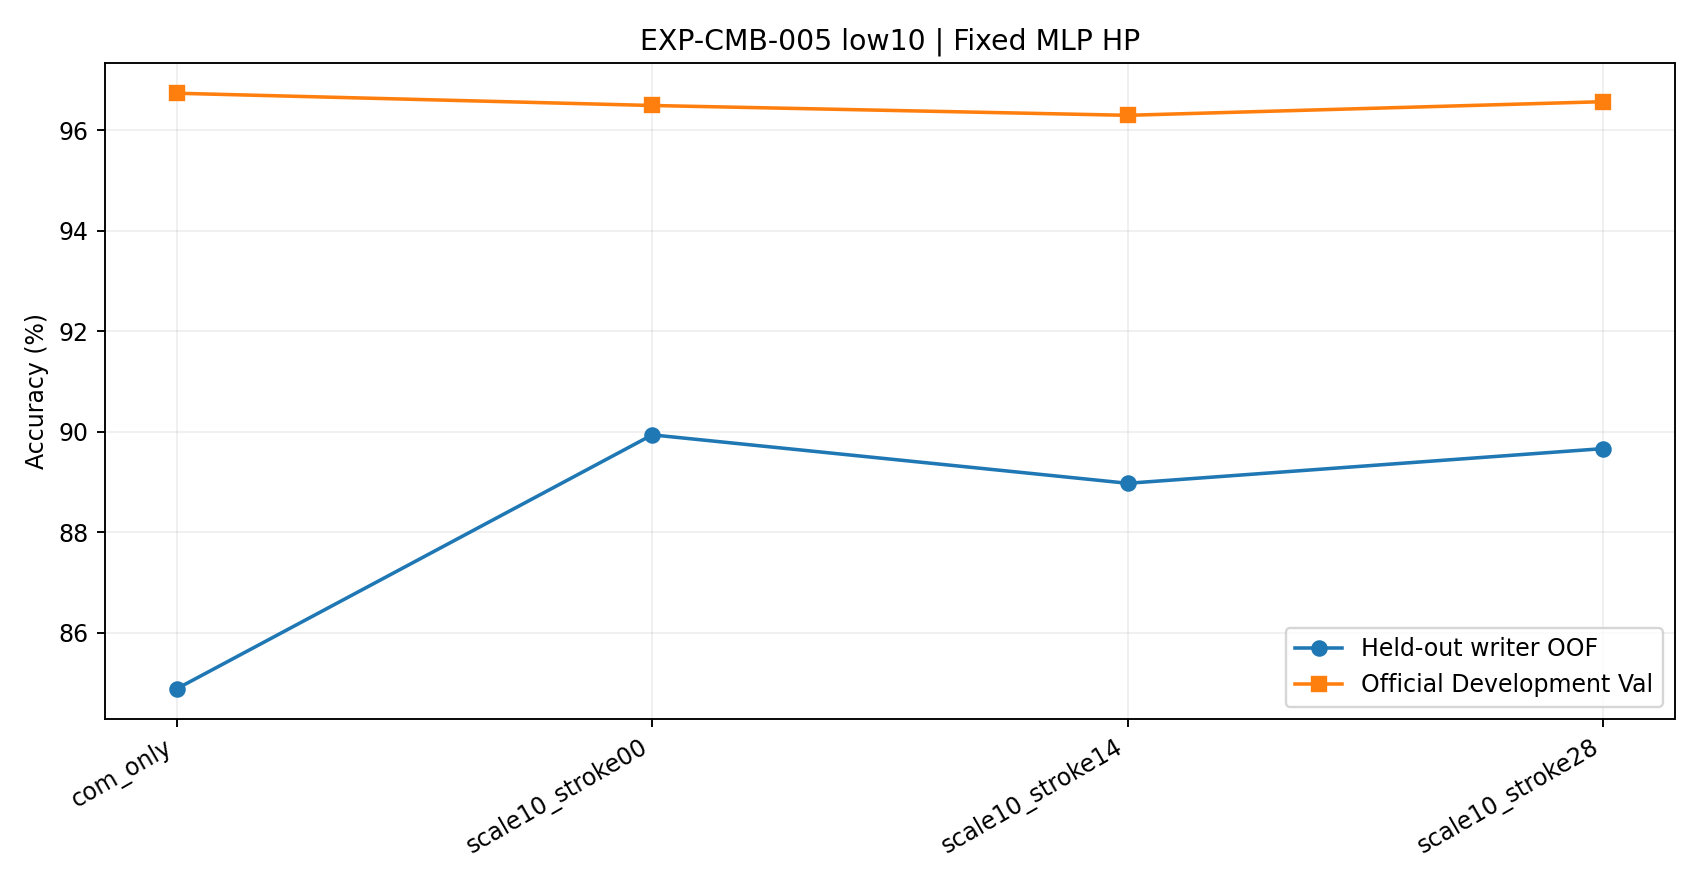 EXP-CMB-005 low10 | Fixed MLP HP
Accuracy (%)
96
94
92
90
88
86
Held-out writer OOF
Official Development Val
com_only
scale10_stroke00
scale10_stroke14
scale10_stroke28